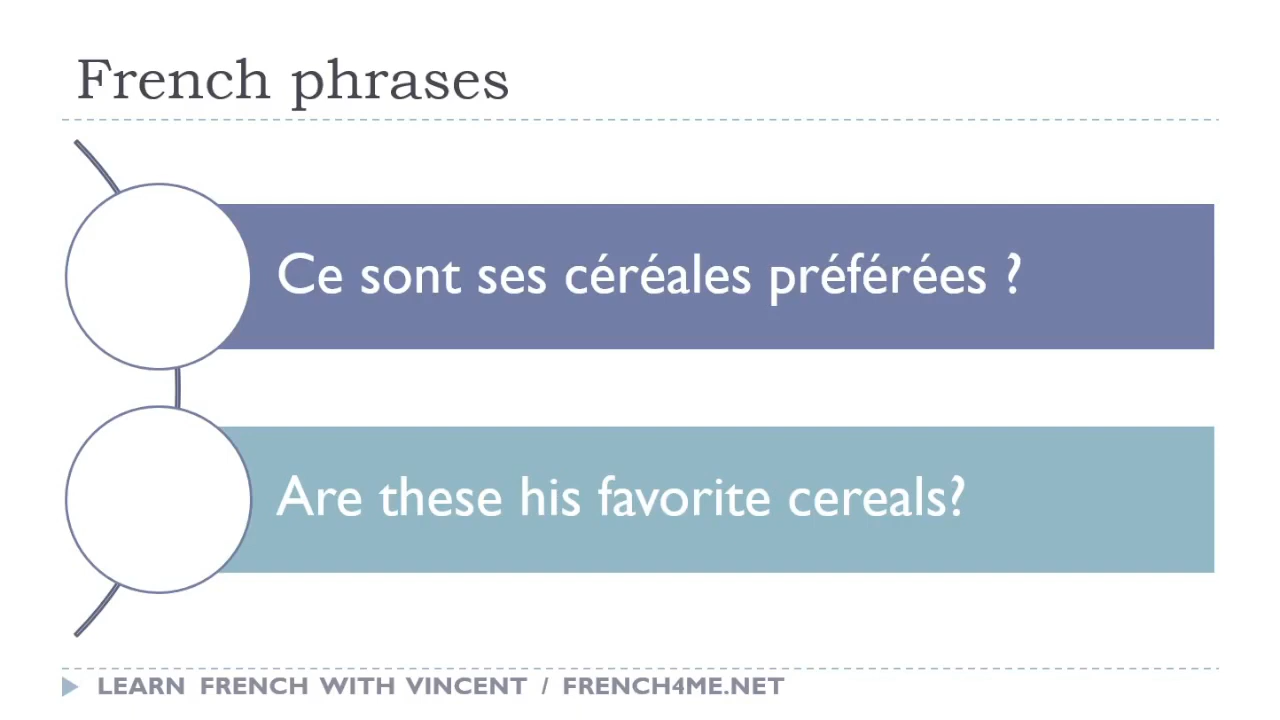 French phrases
Ce sont ses céréales préférées ?
Are these his favorite cereals?
LEARN FRENCH WITH VINCENT / FRENCH4ME.NET